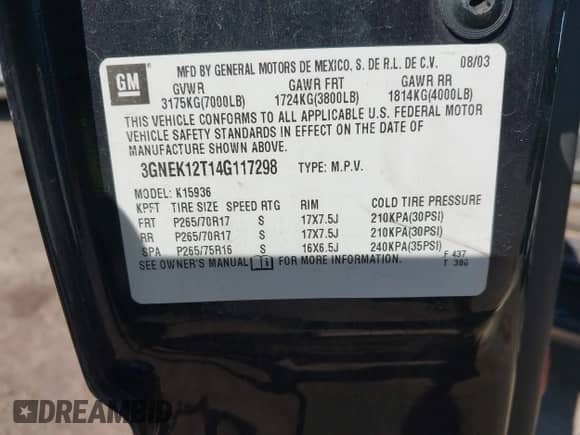 GM
MFD BY GENERAL MOTORS DE MEXICO, S. DE R.L. DE C.V. 08/03
GVWR GAWR FRT GAWR RR
3175KG(7000LB) 1724KG(3800LB) 1814KG(4000LB)
THIS VEHICLE CONFORMS TO ALL APPLICABLE U.S. FEDERAL MOTOR
VEHICLE SAFETY STANDARDS IN EFFECT ON THE DATE OF
MANUFACTURE SHOWN ABOVE.
3GNEK12T14G117298 TYPE: M.P.V.
MODEL: K15936
KPFT TIRE SIZE SPEED RTG RIM COLD TIRE PRESSURE
FRT P265/70R17 S 17X7.5J 210KPA(30PSI)
RR P265/70R17 S 17X7.5J 210KPA(30PSI)
SPA P265/75R16 S 16X6.5J 240KPA(35PSI)
SEE OWNER'S MANUAL FOR MORE INFORMATION.
F 437
T 380
DREAMBID